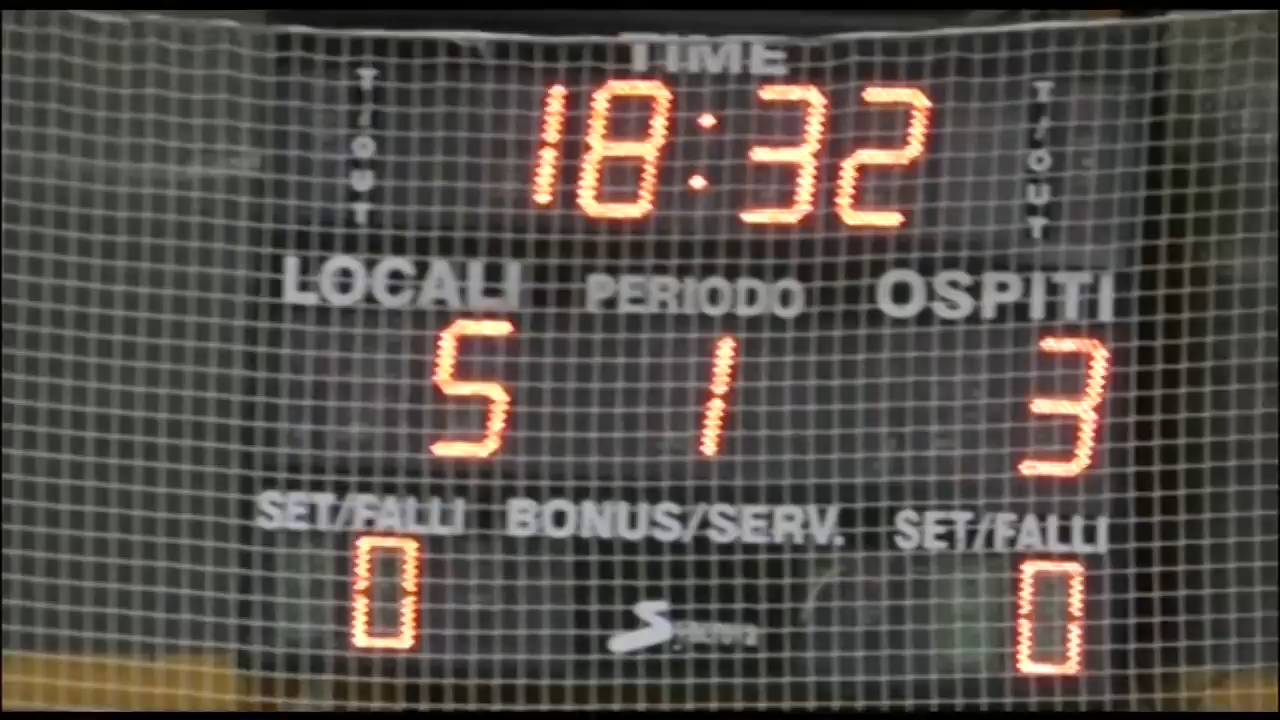 TIME
T/OUT 18:32 T/OUT
LOCALI PERIODO OSPITI
5 1 3
SET/FALLI BONUS/SERV. SET/FALLI
0 0